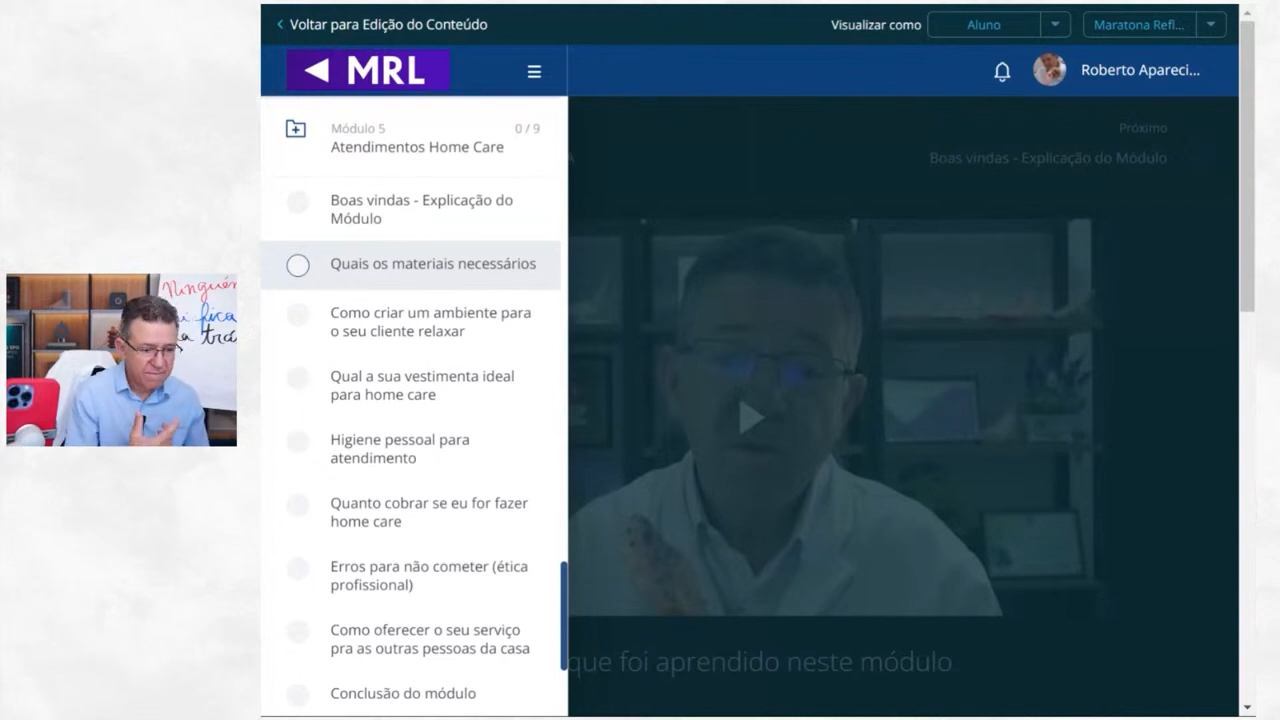 Voltar para Edição do Conteúdo
Visualizar como
Aluno
Maratona Refl...
MRL
Roberto Apareci...
Módulo 5
0 / 9
Atendimentos Home Care
Próximo
Boas vindas - Explicação do Módulo
Boas vindas - Explicação do
Módulo
Quais os materiais necessários
Como criar um ambiente para
o seu cliente relaxar
Qual a sua vestimenta ideal
para home care
Higiene pessoal para
atendimento
Quanto cobrar se eu for fazer
home care
Erros para não cometer (ética
profissional)
Como oferecer o seu serviço
pra as outras pessoas da casa
Conclusão do módulo
que foi aprendido neste módulo
Ninguém
fica